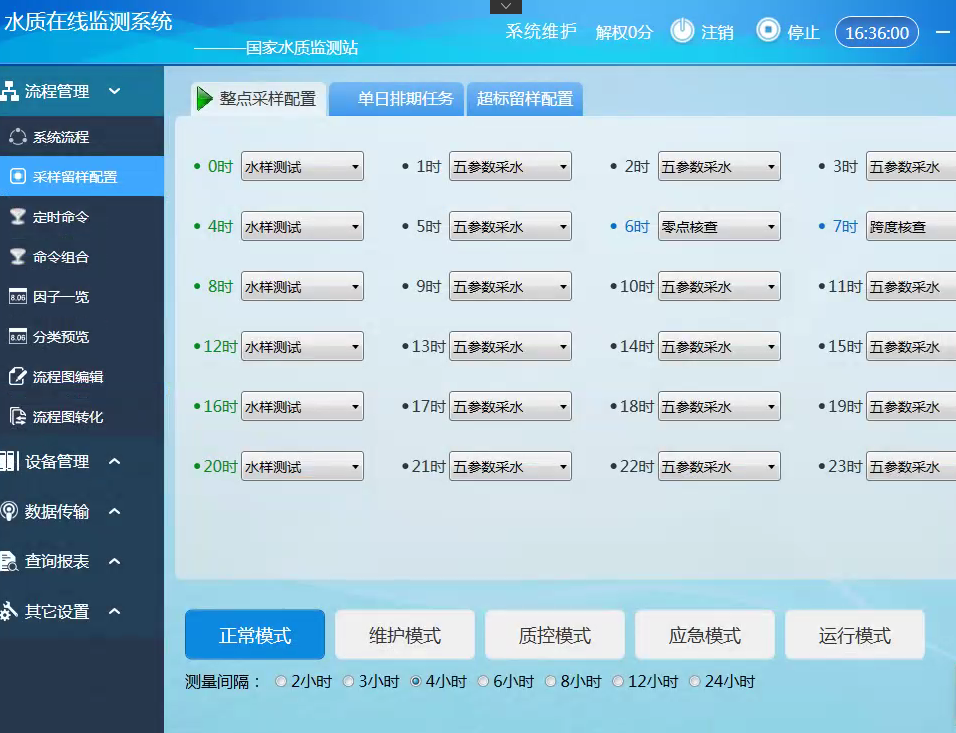 水质在线监测系统
———国家水质监测站
系统维护 解权0分 注销 停止 16:36:00
流程管理
系统流程
采样留样配置
定时命令
命令组合
8.06 因子一览
8.06 分类预览
流程图编辑
流程图转化
设备管理
数据传输
查询报表
其它设置
整点采样配置 单日排期任务 超标留样配置
• 0时 水样测试 • 1时 五参数采水 • 2时 五参数采水 • 3时 五参数采水
• 4时 水样测试 • 5时 五参数采水 • 6时 零点核查 • 7时 跨度核查
• 8时 水样测试 • 9时 五参数采水 •10时 五参数采水 •11时 五参数采水
•12时 水样测试 •13时 五参数采水 •14时 五参数采水 •15时 五参数采水
•16时 水样测试 •17时 五参数采水 •18时 五参数采水 •19时 五参数采水
•20时 水样测试 •21时 五参数采水 •22时 五参数采水 •23时 五参数采水
正常模式 维护模式 质控模式 应急模式 运行模式
测量间隔： 2小时 3小时 4小时 6小时 8小时 12小时 24小时